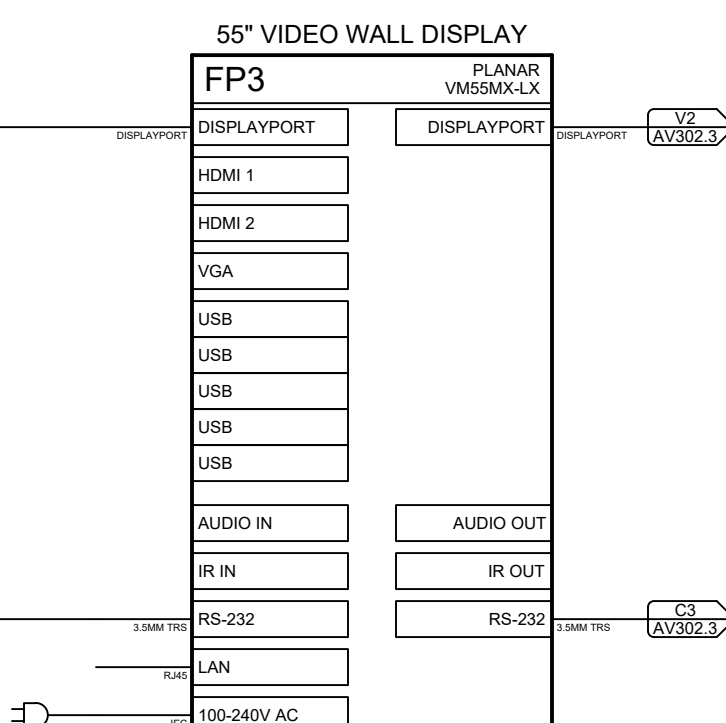 55" VIDEO WALL DISPLAY
FP3
PLANAR
VM55MX-LX
DISPLAYPORT
DISPLAYPORT
DISPLAYPORT
DISPLAYPORT
V2
AV302.3
HDMI 1
HDMI 2
VGA
USB
USB
USB
USB
USB
AUDIO IN
AUDIO OUT
IR IN
IR OUT
3.5MM TRS
RS-232
RS-232
3.5MM TRS
C3
AV302.3
RJ45
LAN
IEC
100-240V AC